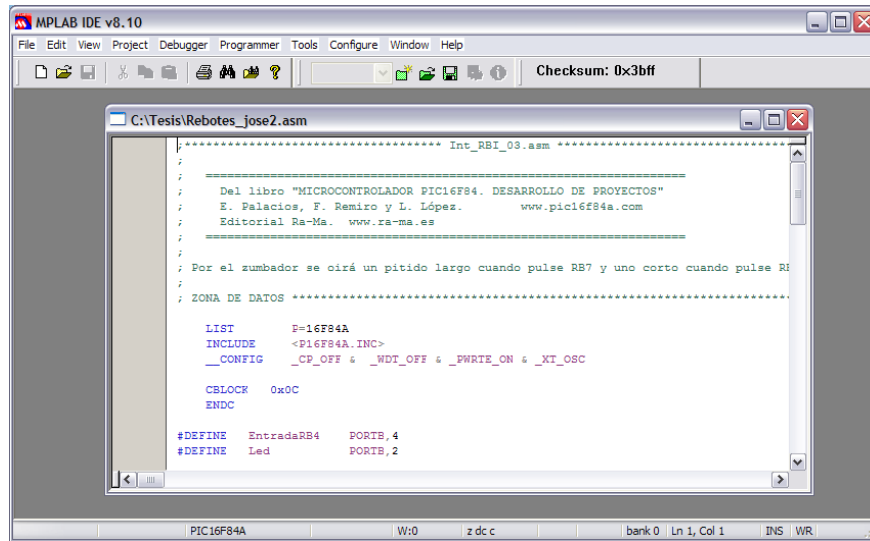 MPLAB IDE v8.10
File Edit View Project Debugger Programmer Tools Configure Window Help
Checksum: 0x3bff
C:\Tesis\Rebotes_jose2.asm
;************************************ Int_RBI_03.asm *********************************
;
; ===================================================================
; Del libro "MICROCONTROLADOR PIC16F84. DESARROLLO DE PROYECTOS"
; E. Palacios, F. Remiro y L. López. www.pic16f84a.com
; Editorial Ra-Ma. www.ra-ma.es
; ===================================================================
;
; Por el zumbador se oirá un pitido largo cuando pulse RB7 y uno corto cuando pulse
;
; ZONA DE DATOS **********************************************************************
LIST P=16F84A
INCLUDE <P16F84A.INC>
__CONFIG _CP_OFF & _WDT_OFF & _PWRTE_ON & _XT_OSC
CBLOCK 0x0C
ENDC
#DEFINE EntradaRB4 PORTB,4
#DEFINE Led PORTB,2
PIC16F84A W:0 z dc c bank 0 Ln 1, Col 1 INS WR